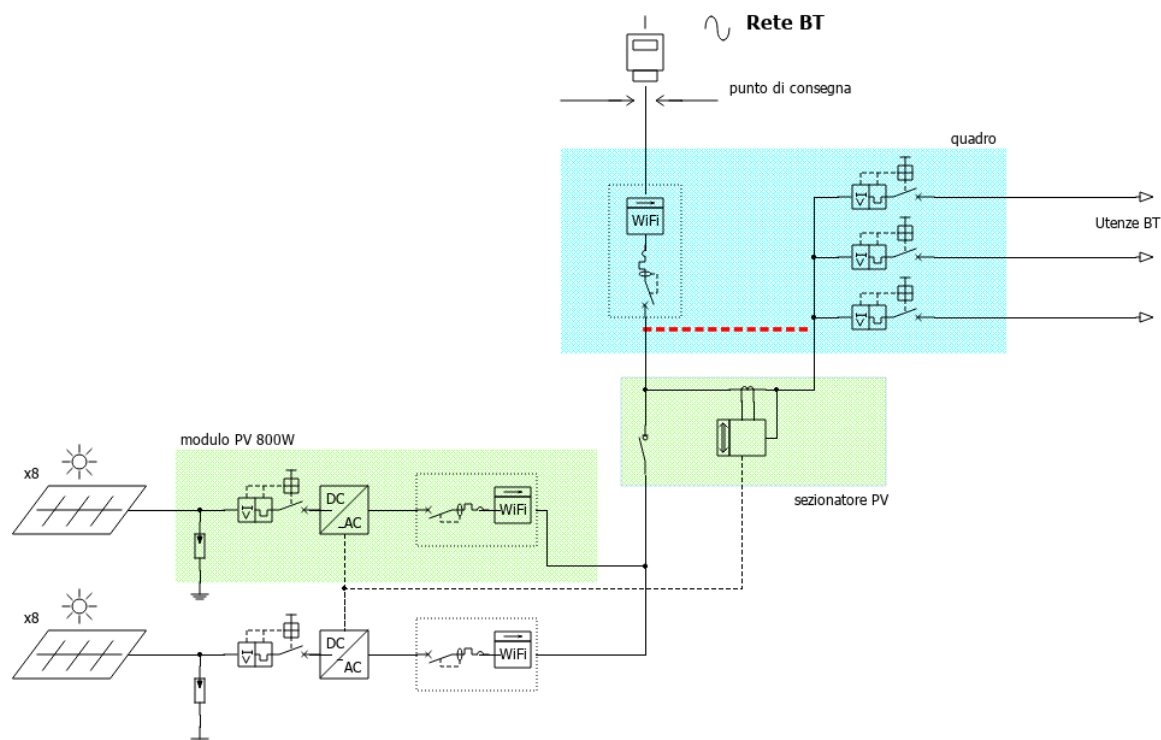 Rete BT
punto di consegna
quadro
WiFi
Utenze BT
modulo PV 800W
x8
DC
AC
WiFi
sezionatore PV
x8
DC
AC
WiFi